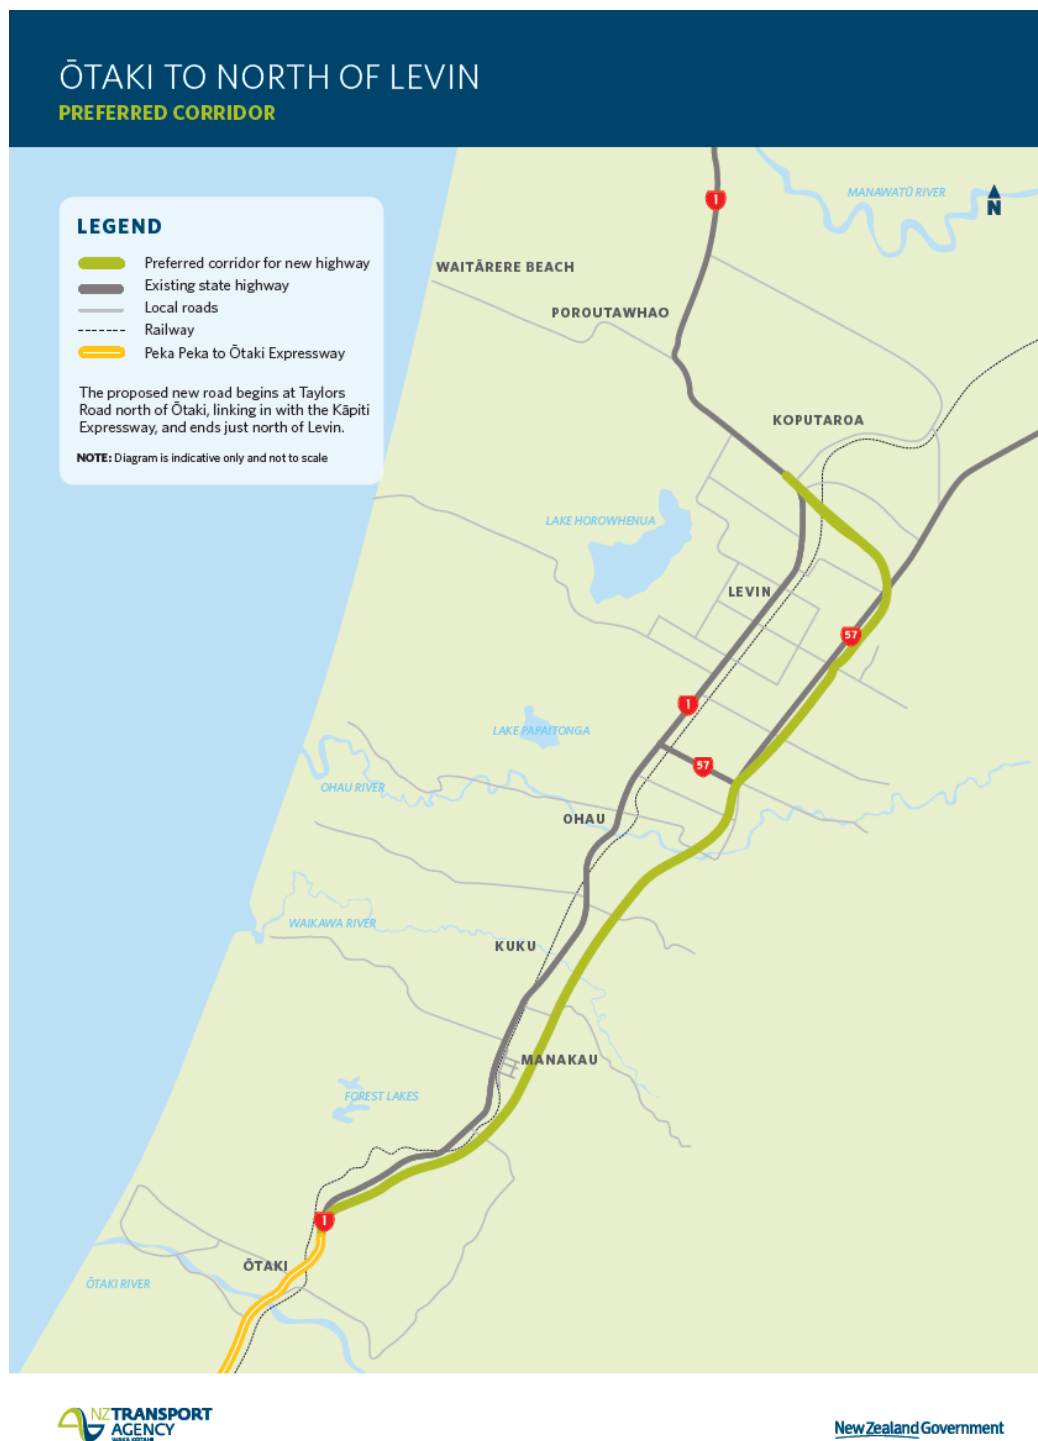 ŌTAKI TO NORTH OF LEVIN
PREFERRED CORRIDOR
LEGEND
Preferred corridor for new highway
Existing state highway
Local roads
Railway
Peka Peka to Ōtaki Expressway
The proposed new road begins at Taylors
Road north of Ōtaki, linking in with the Kāpiti
Expressway, and ends just north of Levin.
NOTE: Diagram is indicative only and not to scale
MANAWATŪ RIVER
N
1
WAITĀRERE BEACH
POROUTAWHAO
KOPUTAROA
LAKE HOROWHENUA
LEVIN
57
1
LAKE PAPAITONGA
57
OHAU RIVER
OHAU
WAIKAWA RIVER
KUKU
MANAKAU
FOREST LAKES
1
ŌTAKI
ŌTAKI RIVER
NZ TRANSPORT
AGENCY
WAKA KOTAHI
New Zealand Government